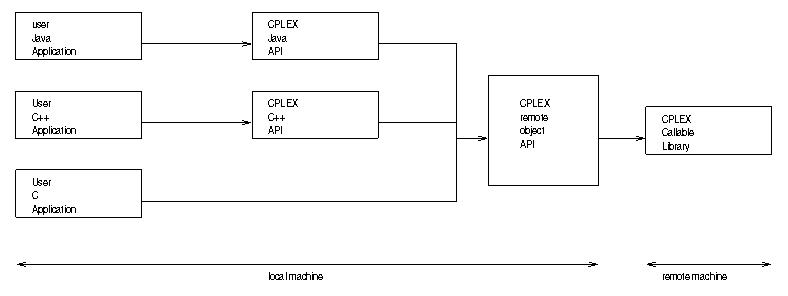 user
Java
Application
CPLEX
Java
API
User
C++
Application
CPLEX
C++
API
CPLEX
remote
object
API
CPLEX
Callable
Library
User
C
Application
local machine
remote machine